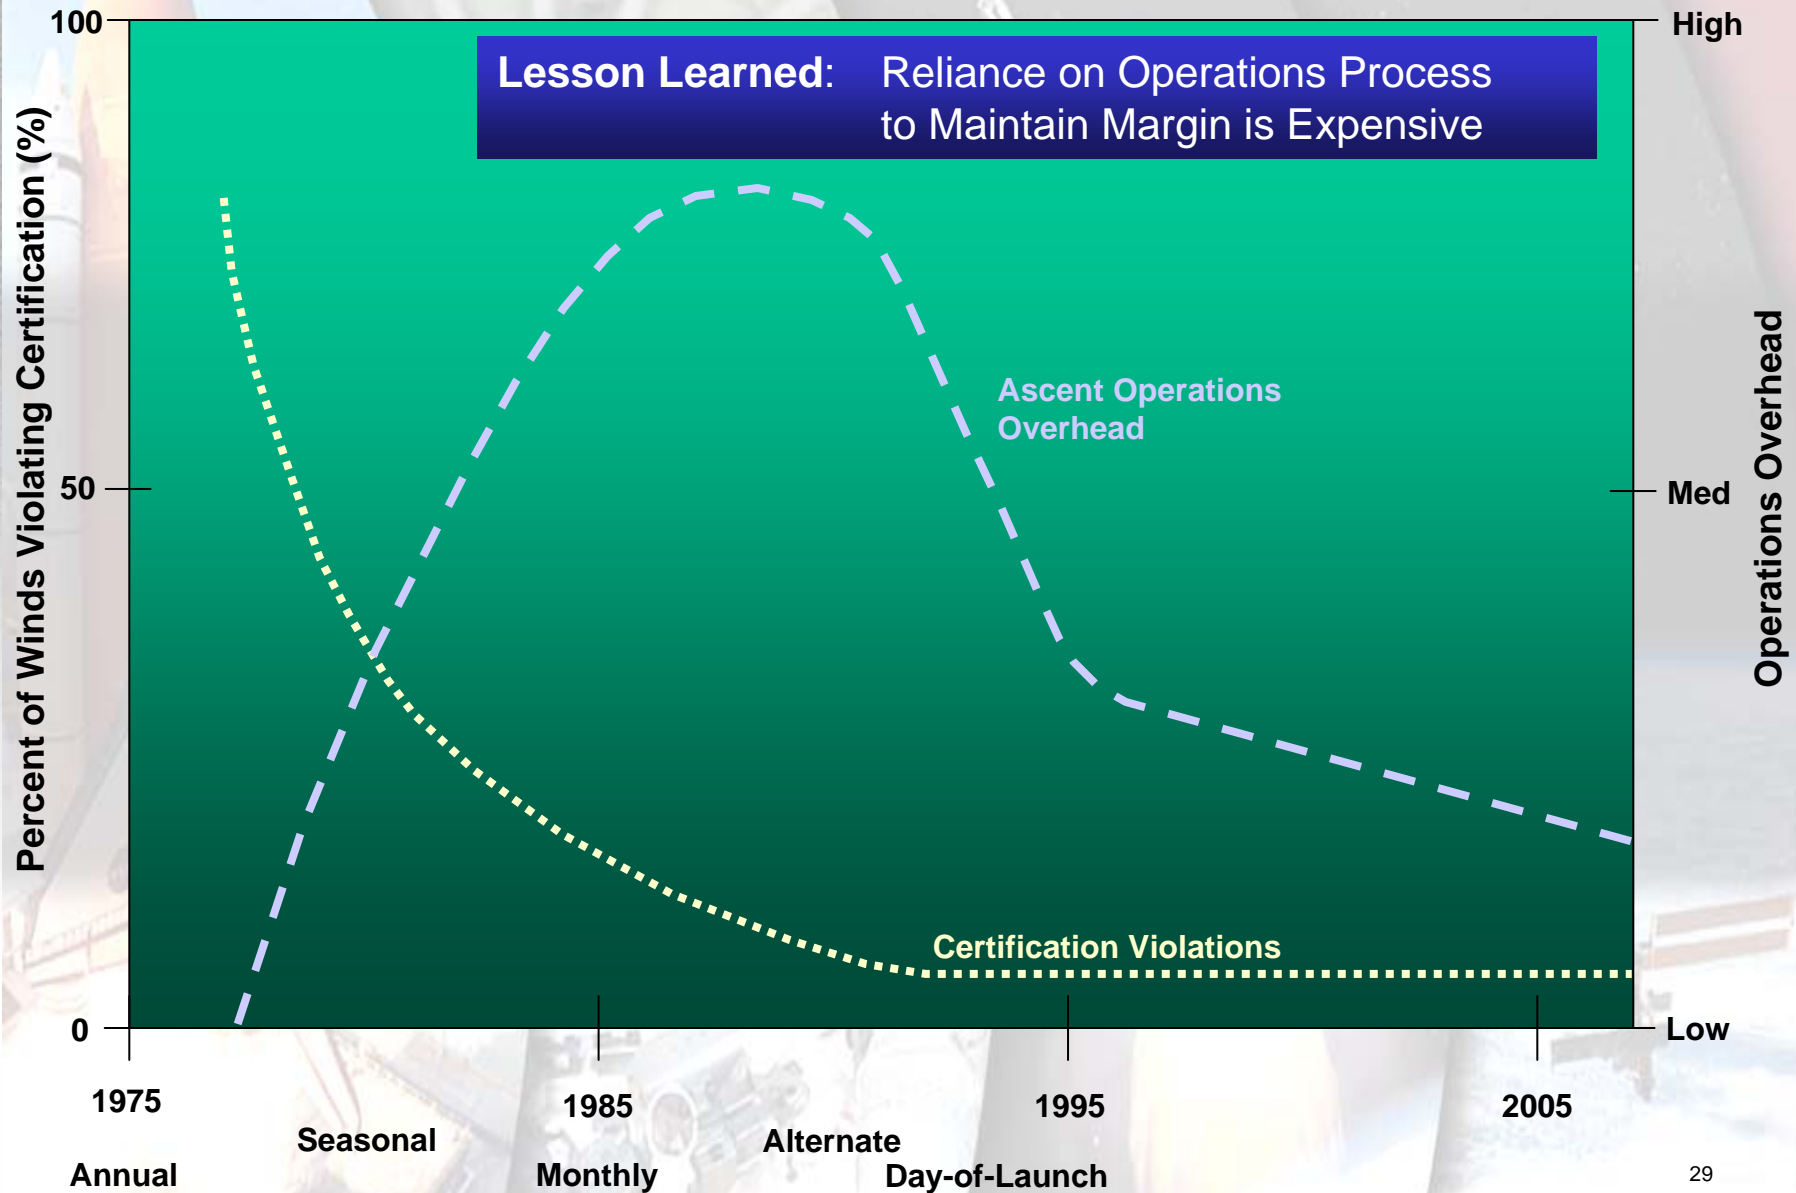 100
High
Lesson Learned: Reliance on Operations Process
to Maintain Margin is Expensive
Percent of Winds Violating Certification (%)
Operations Overhead
Ascent Operations
Overhead
50
Med
Certification Violations
0
Low
1975
1985
1995
2005
Seasonal
Alternate
Annual
Monthly
Day-of-Launch
29